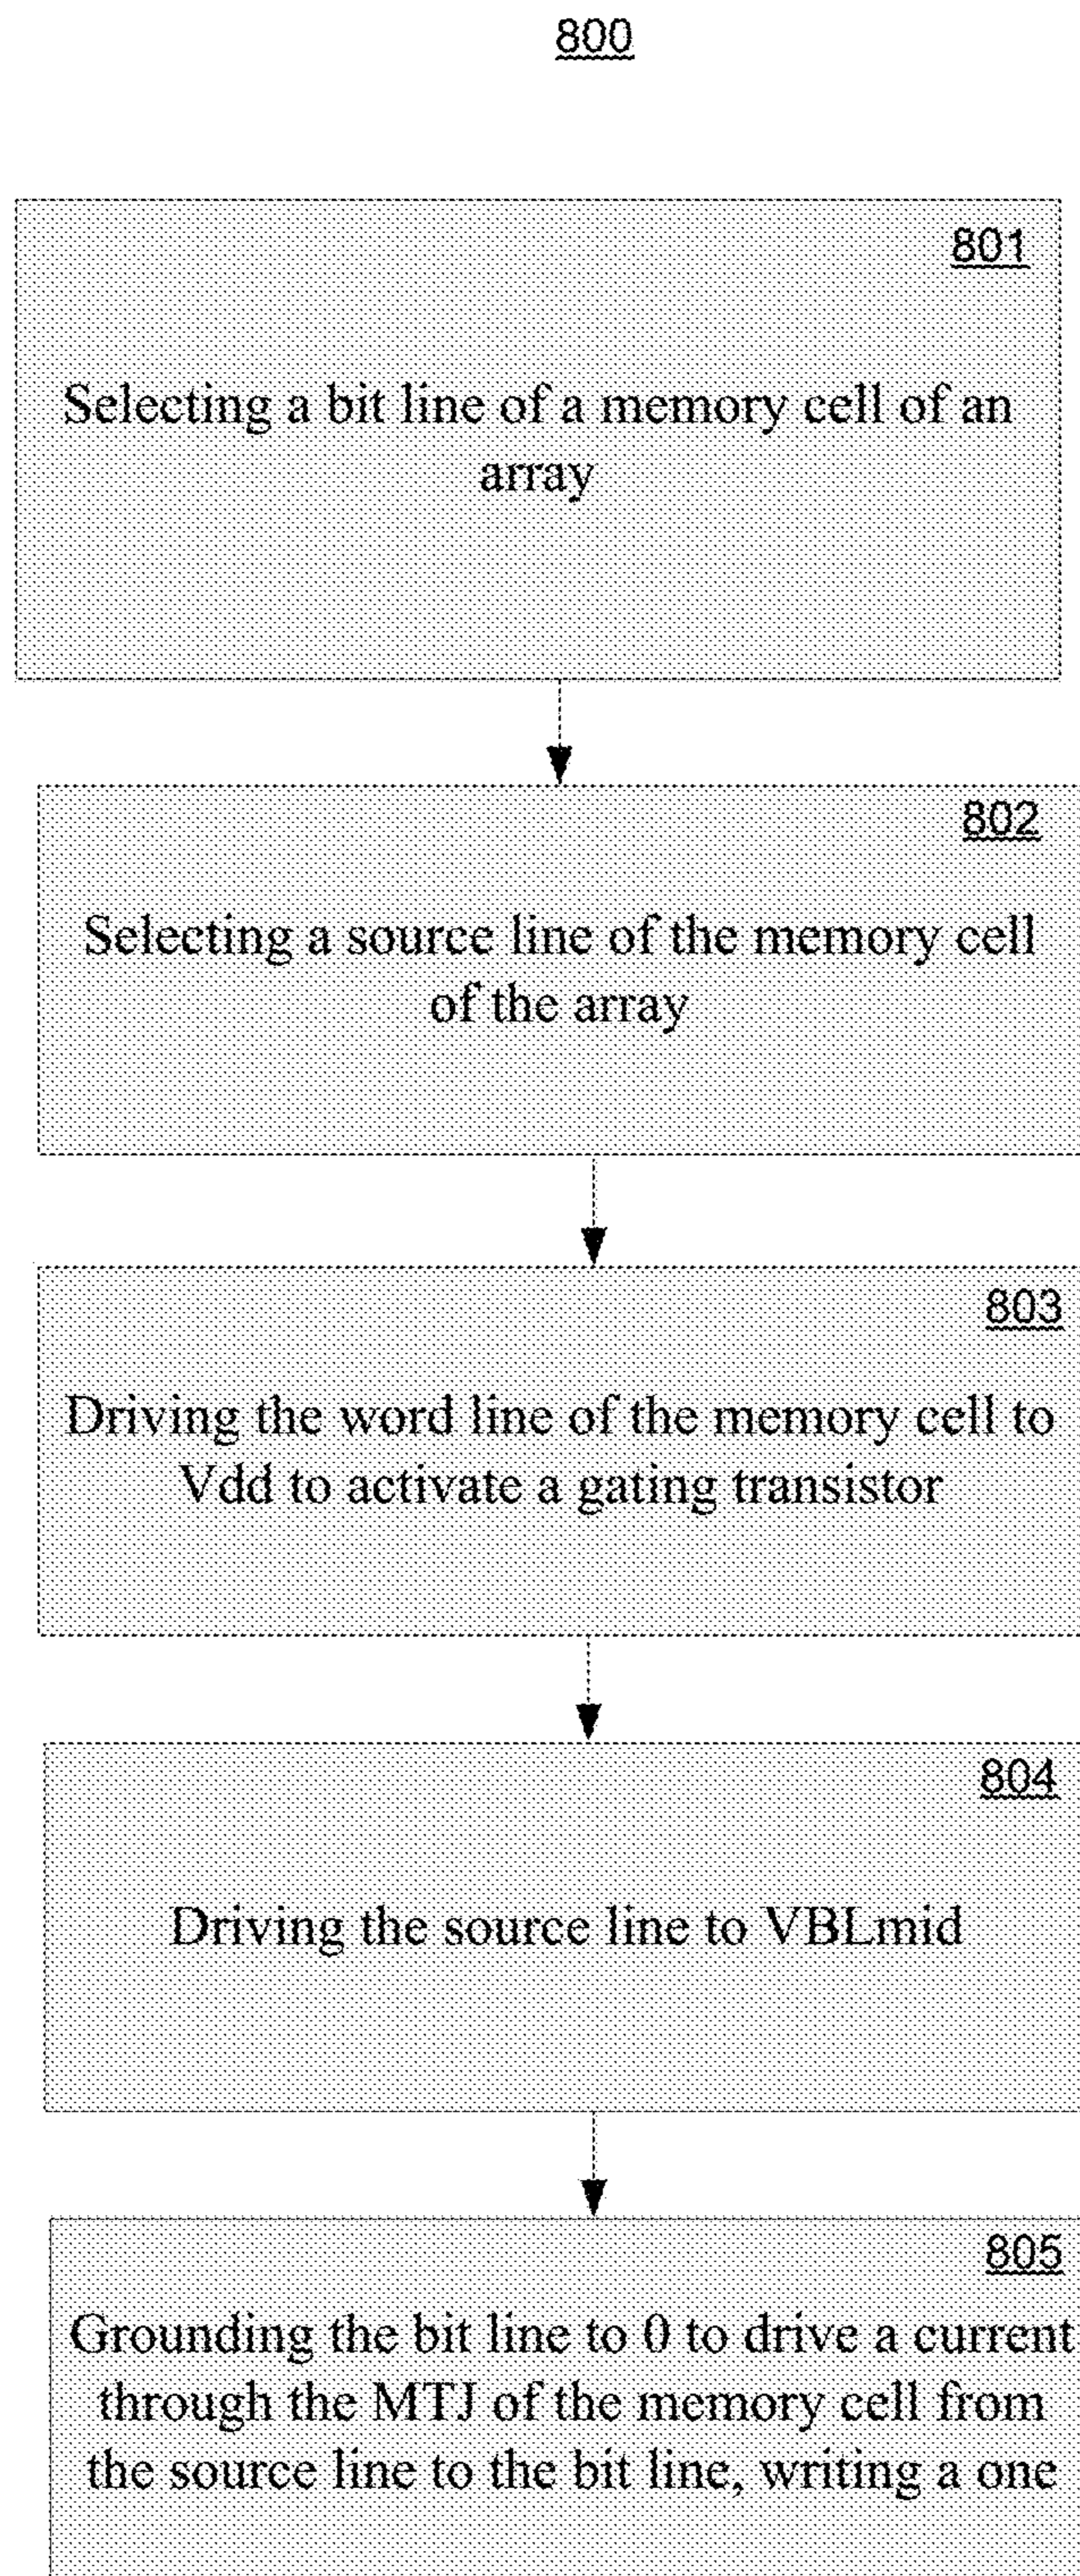 800
801
Selecting a bit line of a memory cell of an
array
802
Selecting a source line of the memory cell
of the array
803
Driving the word line of the memory cell to
Vdd to activate a gating transistor
804
Driving the source line to VBLmid
805
Grounding the bit line to 0 to drive a current
through the MTJ of the memory cell from
the source line to the bit line, writing a one